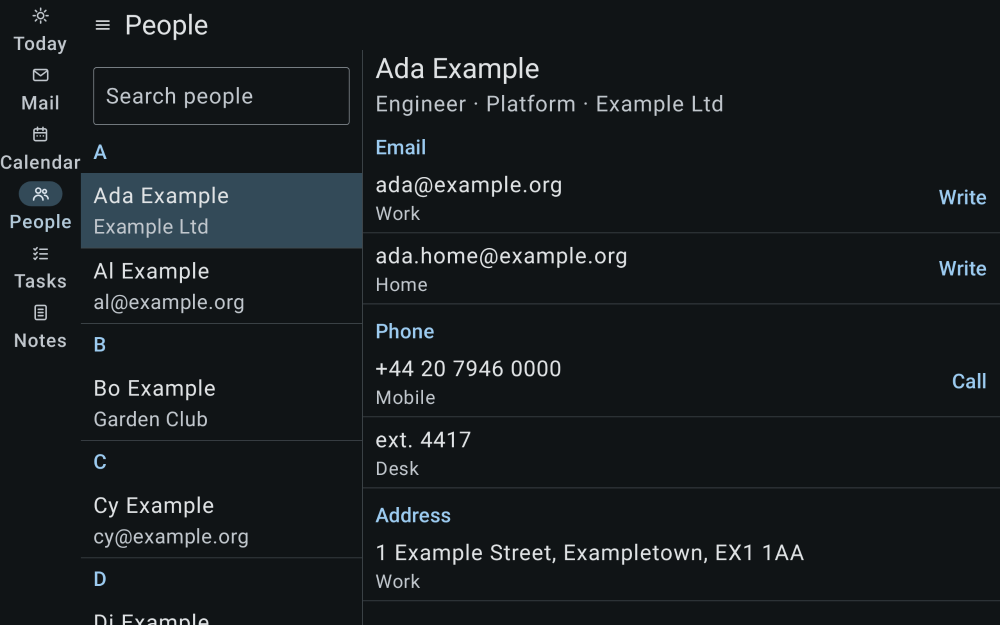 Today
Mail
Calendar
People
Tasks
Notes
People
Search people
A
Ada Example
Example Ltd
Al Example
al@example.org
B
Bo Example
Garden Club
C
Cy Example
cy@example.org
D
Di Example
Ada Example
Engineer · Platform · Example Ltd
Email
ada@example.org
Work
Write
ada.home@example.org
Home
Write
Phone
+44 20 7946 0000
Mobile
Call
ext. 4417
Desk
Address
1 Example Street, Exampletown, EX1 1AA
Work